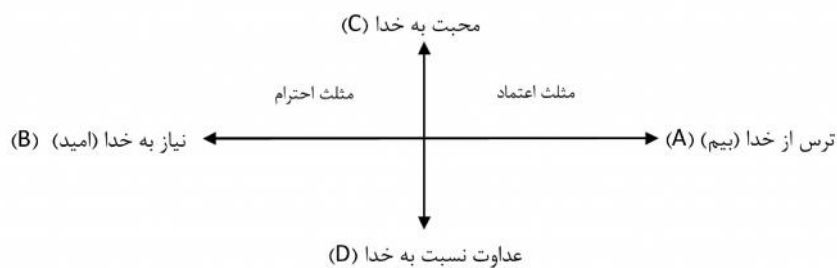 محبت به خدا (C)
مثلث اعتماد
مثلث احترام
ترس از خدا (بیم) (A)
نیاز به خدا (امید) (B)
عداوت نسبت به خدا (D)